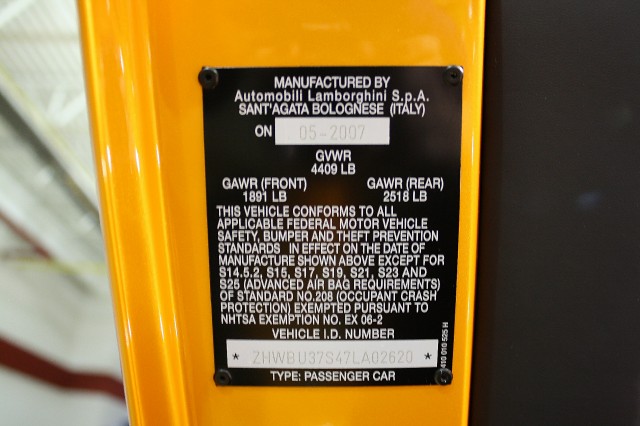 MANUFACTURED BY
Automobili Lamborghini S.p.A.
SANT'AGATA BOLOGNESE (ITALY)
ON 05-2007
GVWR
4409 LB
GAWR (FRONT) GAWR (REAR)
1891 LB 2518 LB
THIS VEHICLE CONFORMS TO ALL
APPLICABLE FEDERAL MOTOR VEHICLE
SAFETY, BUMPER AND THEFT PREVENTION
STANDARDS IN EFFECT ON THE DATE OF
MANUFACTURE SHOWN ABOVE EXCEPT FOR
S14.5.2, S15, S17, S19, S21, S23 AND
S25 (ADVANCED AIR BAG REQUIREMENTS)
OF STANDARD NO.208 (OCCUPANT CRASH
PROTECTION) EXEMPTED PURSUANT TO
NHTSA EXEMPTION NO. EX 06-2
VEHICLE I.D. NUMBER
* ZHWBU37S47LA02620 *
TYPE: PASSENGER CAR
410 010 525 H